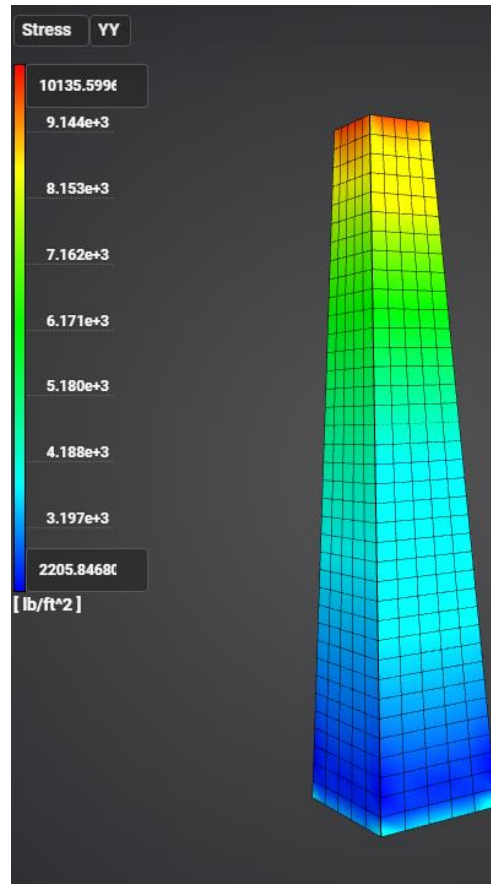 Stress YY
10135.599
9.144e+3
8.153e+3
7.162e+3
6.171e+3
5.180e+3
4.188e+3
3.197e+3
2205.8468
[ lb/ft^2 ]